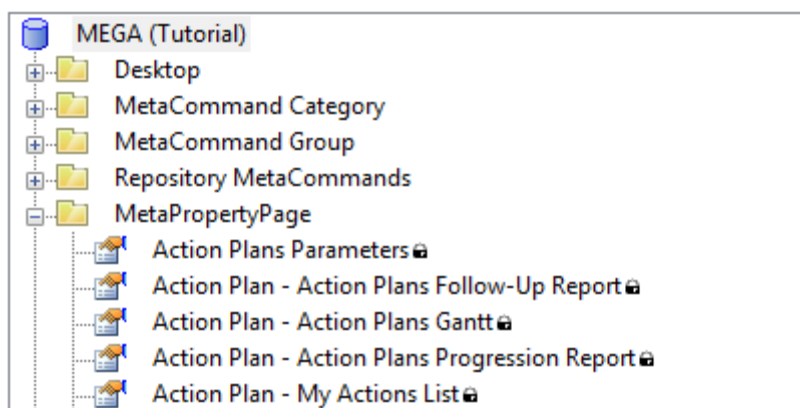 MEGA (Tutorial)
Desktop
MetaCommand Category
MetaCommand Group
Repository MetaCommands
MetaPropertyPage
Action Plans Parameters
Action Plan - Action Plans Follow-Up Report
Action Plan - Action Plans Gantt
Action Plan - Action Plans Progression Report
Action Plan - My Actions List